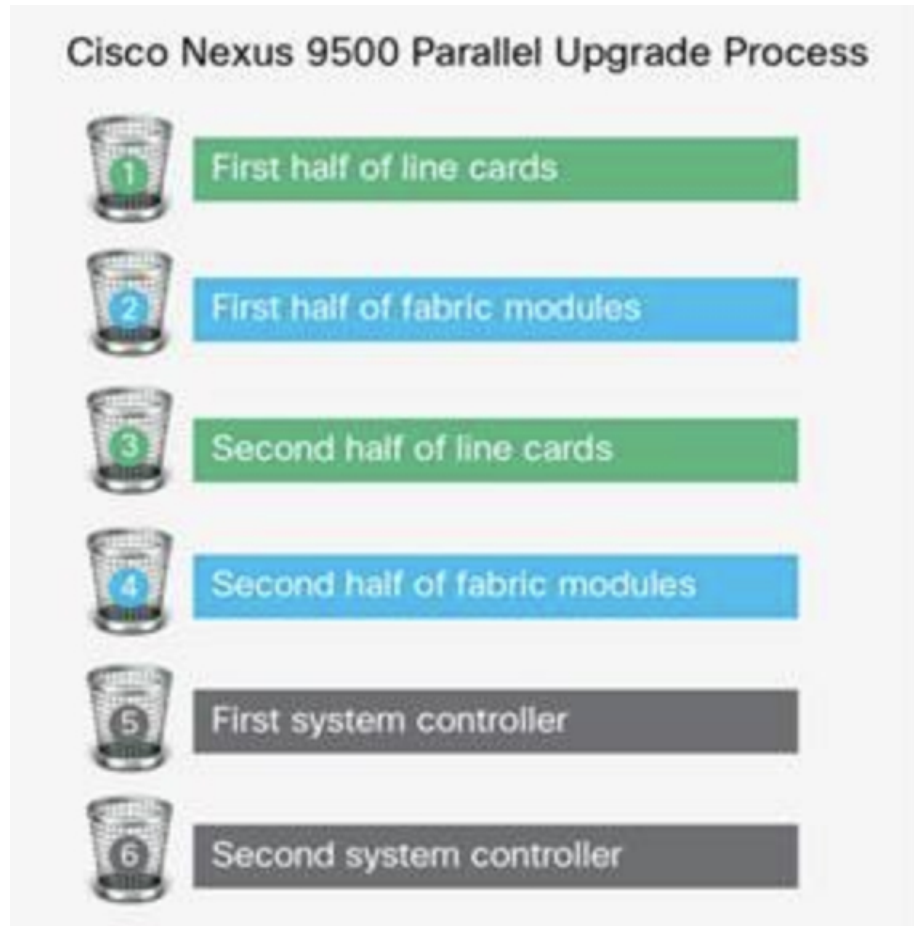 Cisco Nexus 9500 Parallel Upgrade Process
1 First half of line cards
2 First half of fabric modules
3 Second half of line cards
4 Second half of fabric modules
5 First system controller
6 Second system controller